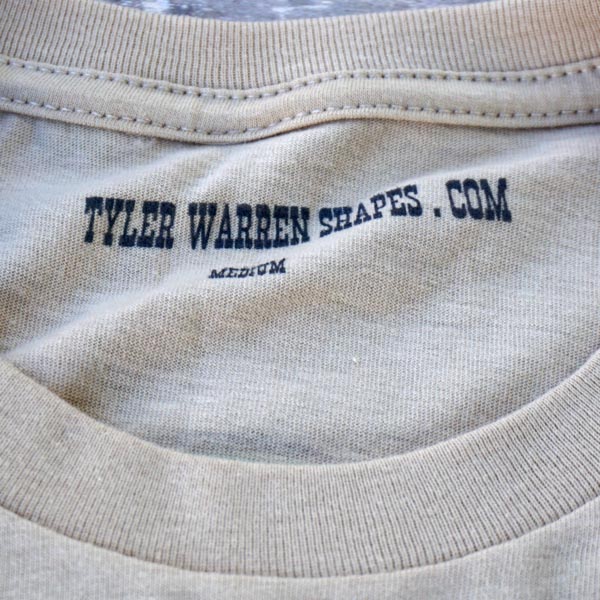 TYLER WARREN SHAPES . COM
MEDIUM